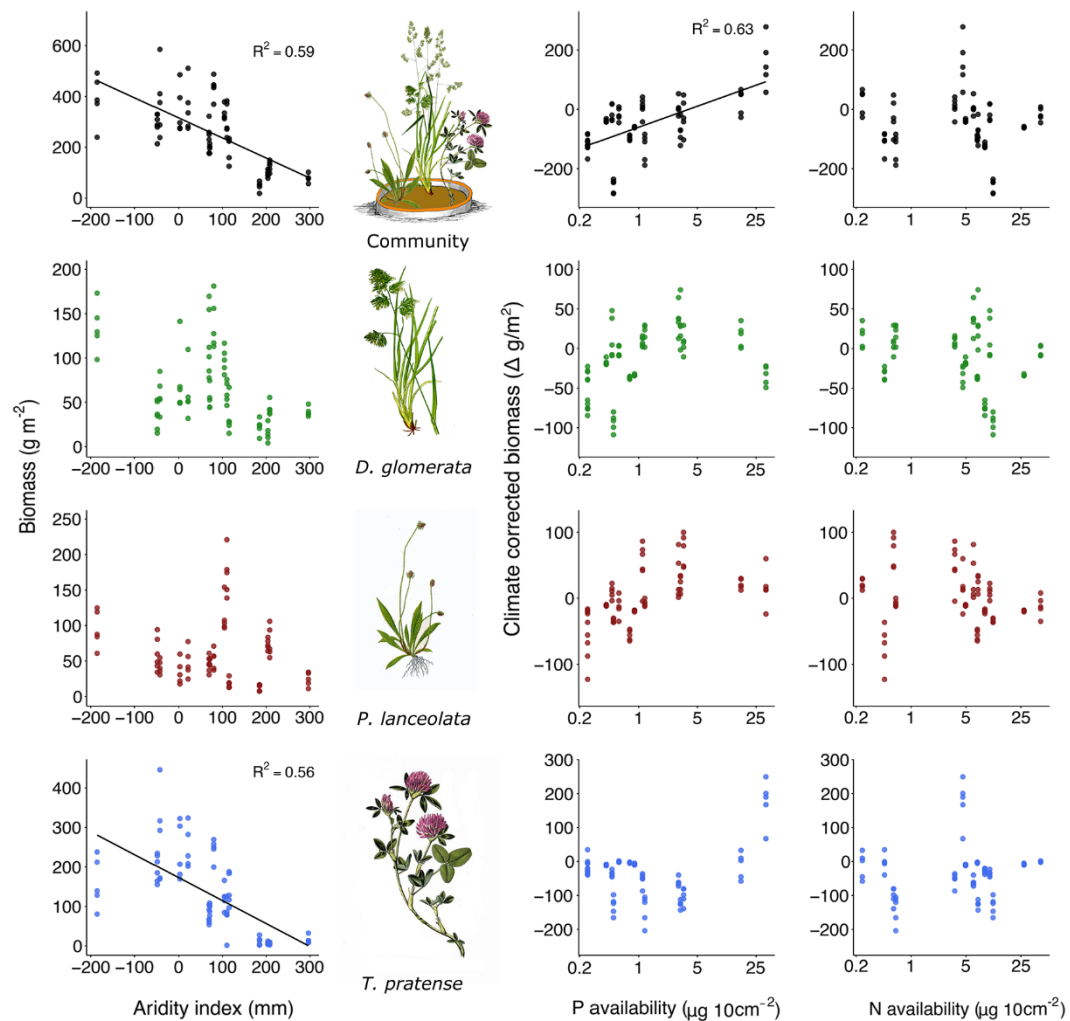 R² = 0.59
600
400
200
0
−200 −100 0 100 200 300
Community
R² = 0.63
200
0
−200
0.2 1 5 25
200
0
−200
0.2 1 5 25
200
150
100
50
0
−200 −100 0 100 200 300
D. glomerata
100
50
0
−50
−100
0.2 1 5 25
100
50
0
−50
−100
0.2 1 5 25
250
200
150
100
50
0
−200 −100 0 100 200 300
P. lanceolata
100
0
−100
0.2 1 5 25
100
0
−100
0.2 1 5 25
R² = 0.56
400
300
200
100
0
−200 −100 0 100 200 300
T. pratense
300
200
100
0
−100
−200
0.2 1 5 25
300
200
100
0
−100
−200
0.2 1 5 25
Biomass (g m⁻²)
Climate corrected biomass (Δ g/m²)
Aridity index (mm)
P availability (μg 10cm⁻²)
N availability (μg 10cm⁻²)